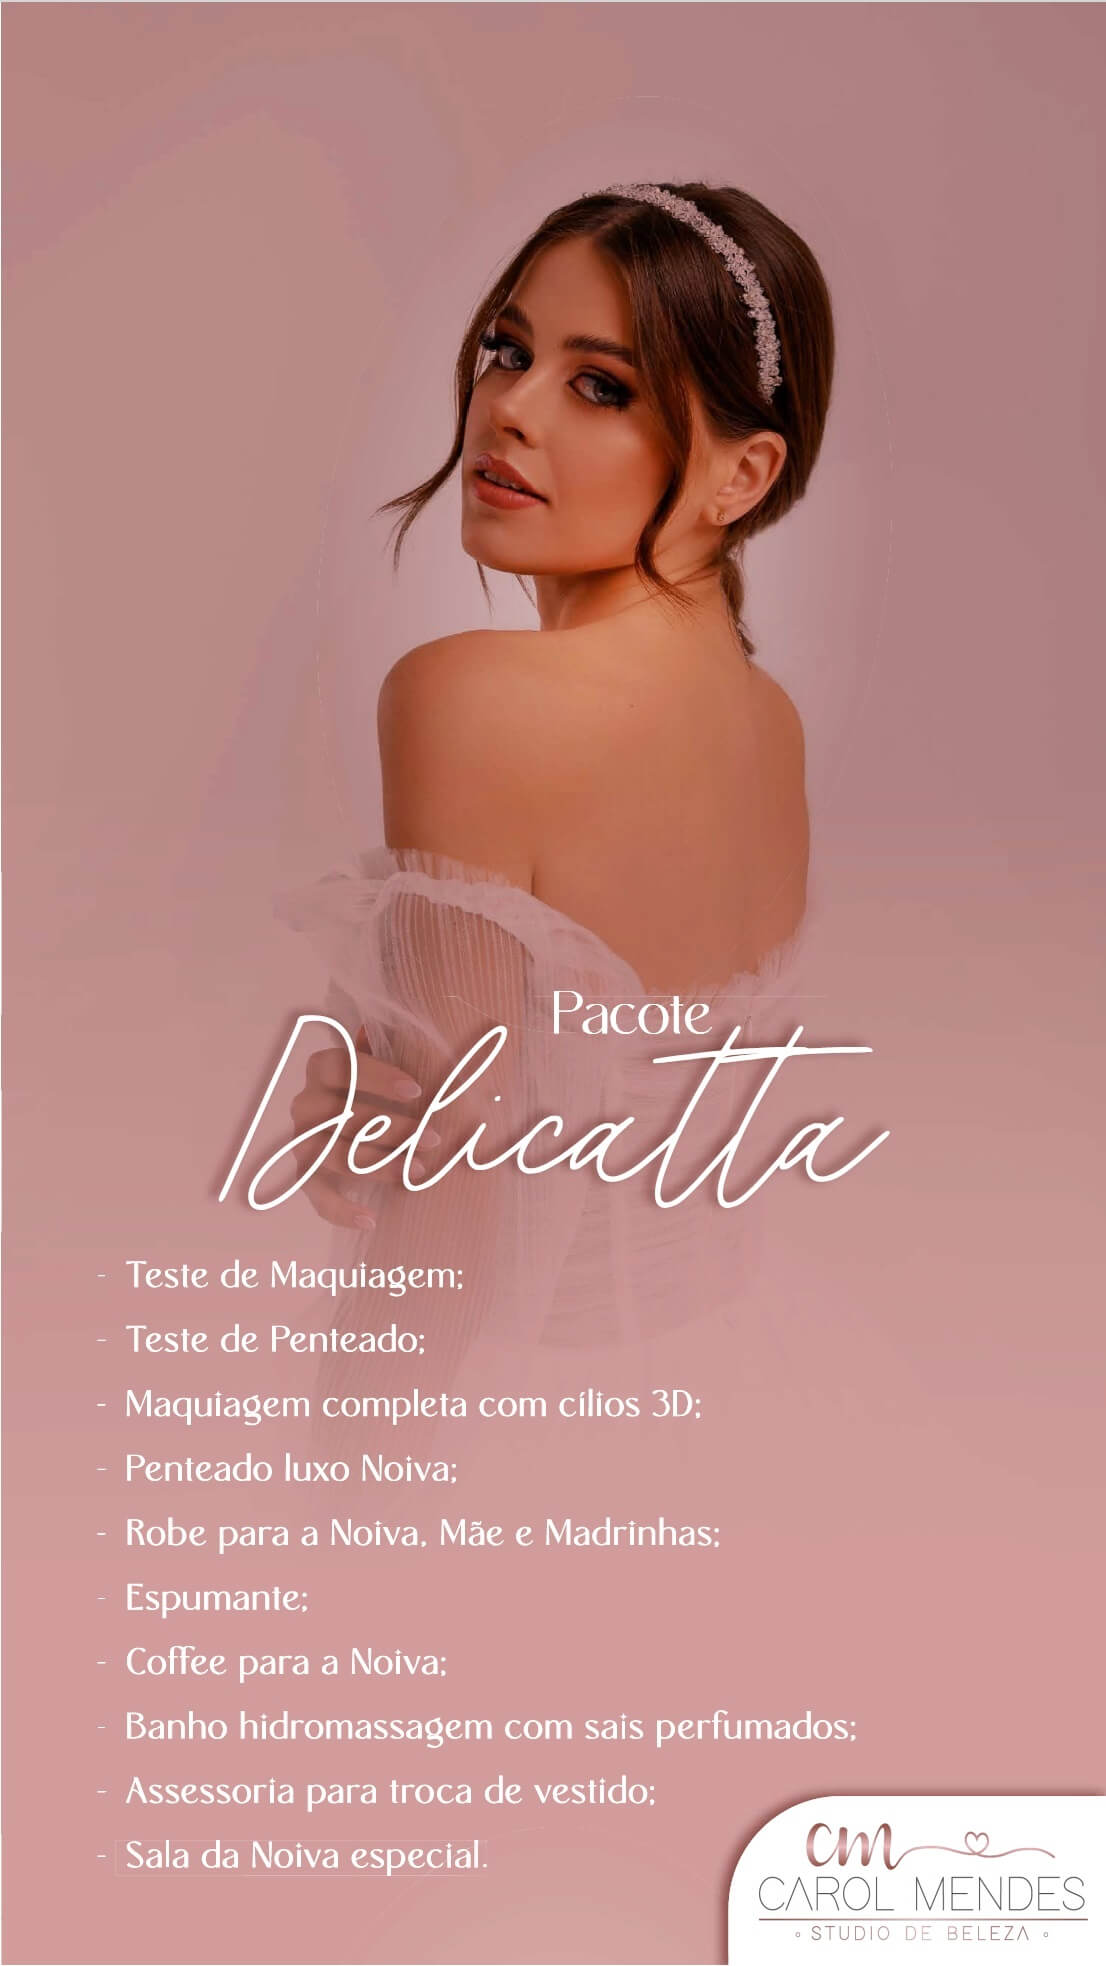 Pacote
Delicatta
- Teste de Maquiagem;
- Teste de Penteado;
- Maquiagem completa com cílios 3D;
- Penteado luxo Noiva;
- Robe para a Noiva, Mãe e Madrinhas;
- Espumante;
- Coffee para a Noiva;
- Banho hidromassagem com sais perfumados;
- Assessoria para troca de vestido;
- Sala da Noiva especial.
cm
CAROL MENDES
STUDIO DE BELEZA